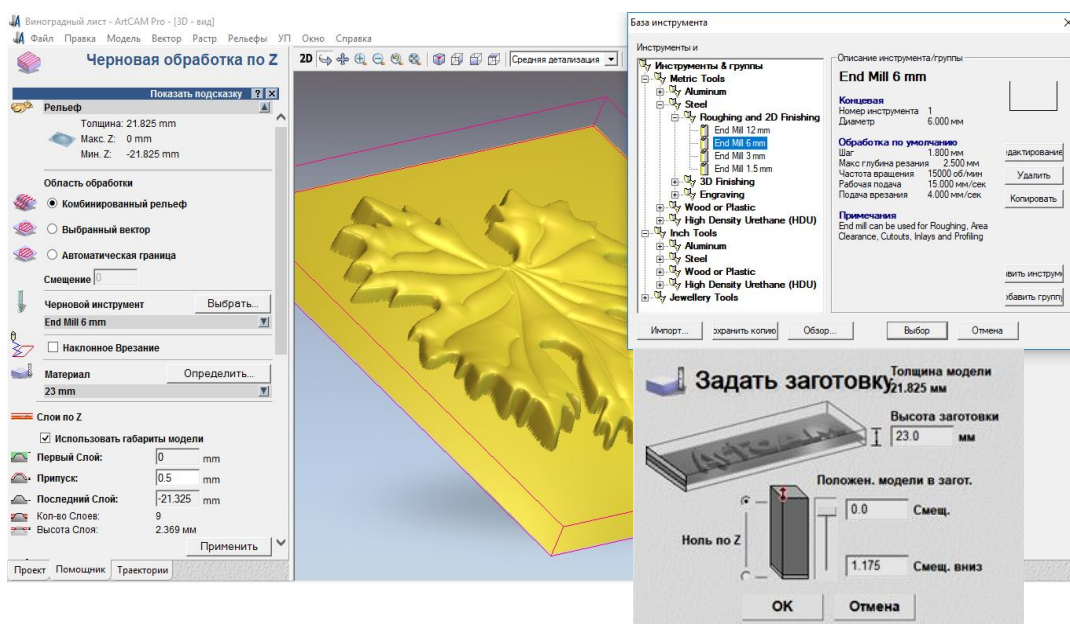 Виноградный лист - ArtCAM Pro - [3D - вид]
Файл Правка Модель Вектор Растр Рельефы УП Окно Справка
Черновая обработка по Z
Показать подсказку ? X
Рельеф
Толщина: 21.825 mm
Макс. Z: 0 mm
Мин. Z: -21.825 mm
Область обработки
Комбинированный рельеф
Выбранный вектор
Автоматическая граница
Смещение 0
Черновой инструмент Выбрать...
End Mill 6 mm
Наклонное Врезание
Материал Определить...
23 mm
Слои по Z
Использовать габариты модели
Первый Слой: 0 mm
Припуск: 0.5 mm
Последний Слой: -21.325 mm
Кол-во Слоев: 9
Высота Слоя: 2.369 мм
Применить
Проект Помощник Траектории
2D Средняя детализация
База инструмента
Инструменты и
Инструменты & группы
Metric Tools
Aluminum
Steel
Roughing and 2D Finishing
End Mill 12 mm
End Mill 6 mm
End Mill 3 mm
End Mill 1.5 mm
3D Finishing
Engraving
Wood or Plastic
High Density Urethane (HDU)
Inch Tools
Aluminum
Steel
Wood or Plastic
High Density Urethane (HDU)
Jewellery Tools
Описание инструмента/группы
End Mill 6 mm
Концевая
Номер инструмента 1
Диаметр 6.000 мм
Обработка по умолчанию
Шаг 1.800 мм
Макс глубина резания 2.500 мм
Частота вращения 15000 об/мин
Рабочая подача 15.000 мм/сек
Подача врезания 4.000 мм/сек
Примечания
End mill can be used for Roughing, Area
Clearance, Cutouts, Inlays and Profiling
дактирование
Удалить
Копировать
авить инструм
бавить групп
Импорт... охранить копию Обзор... Выбор Отмена
Задать заготовку
Толщина модели
21.825 мм
Высота заготовки
23.0 мм
ArtCAM
Положен. модели в загот.
0.0 Смещ.
Ноль по Z
1.175 Смещ. вниз
OK Отмена